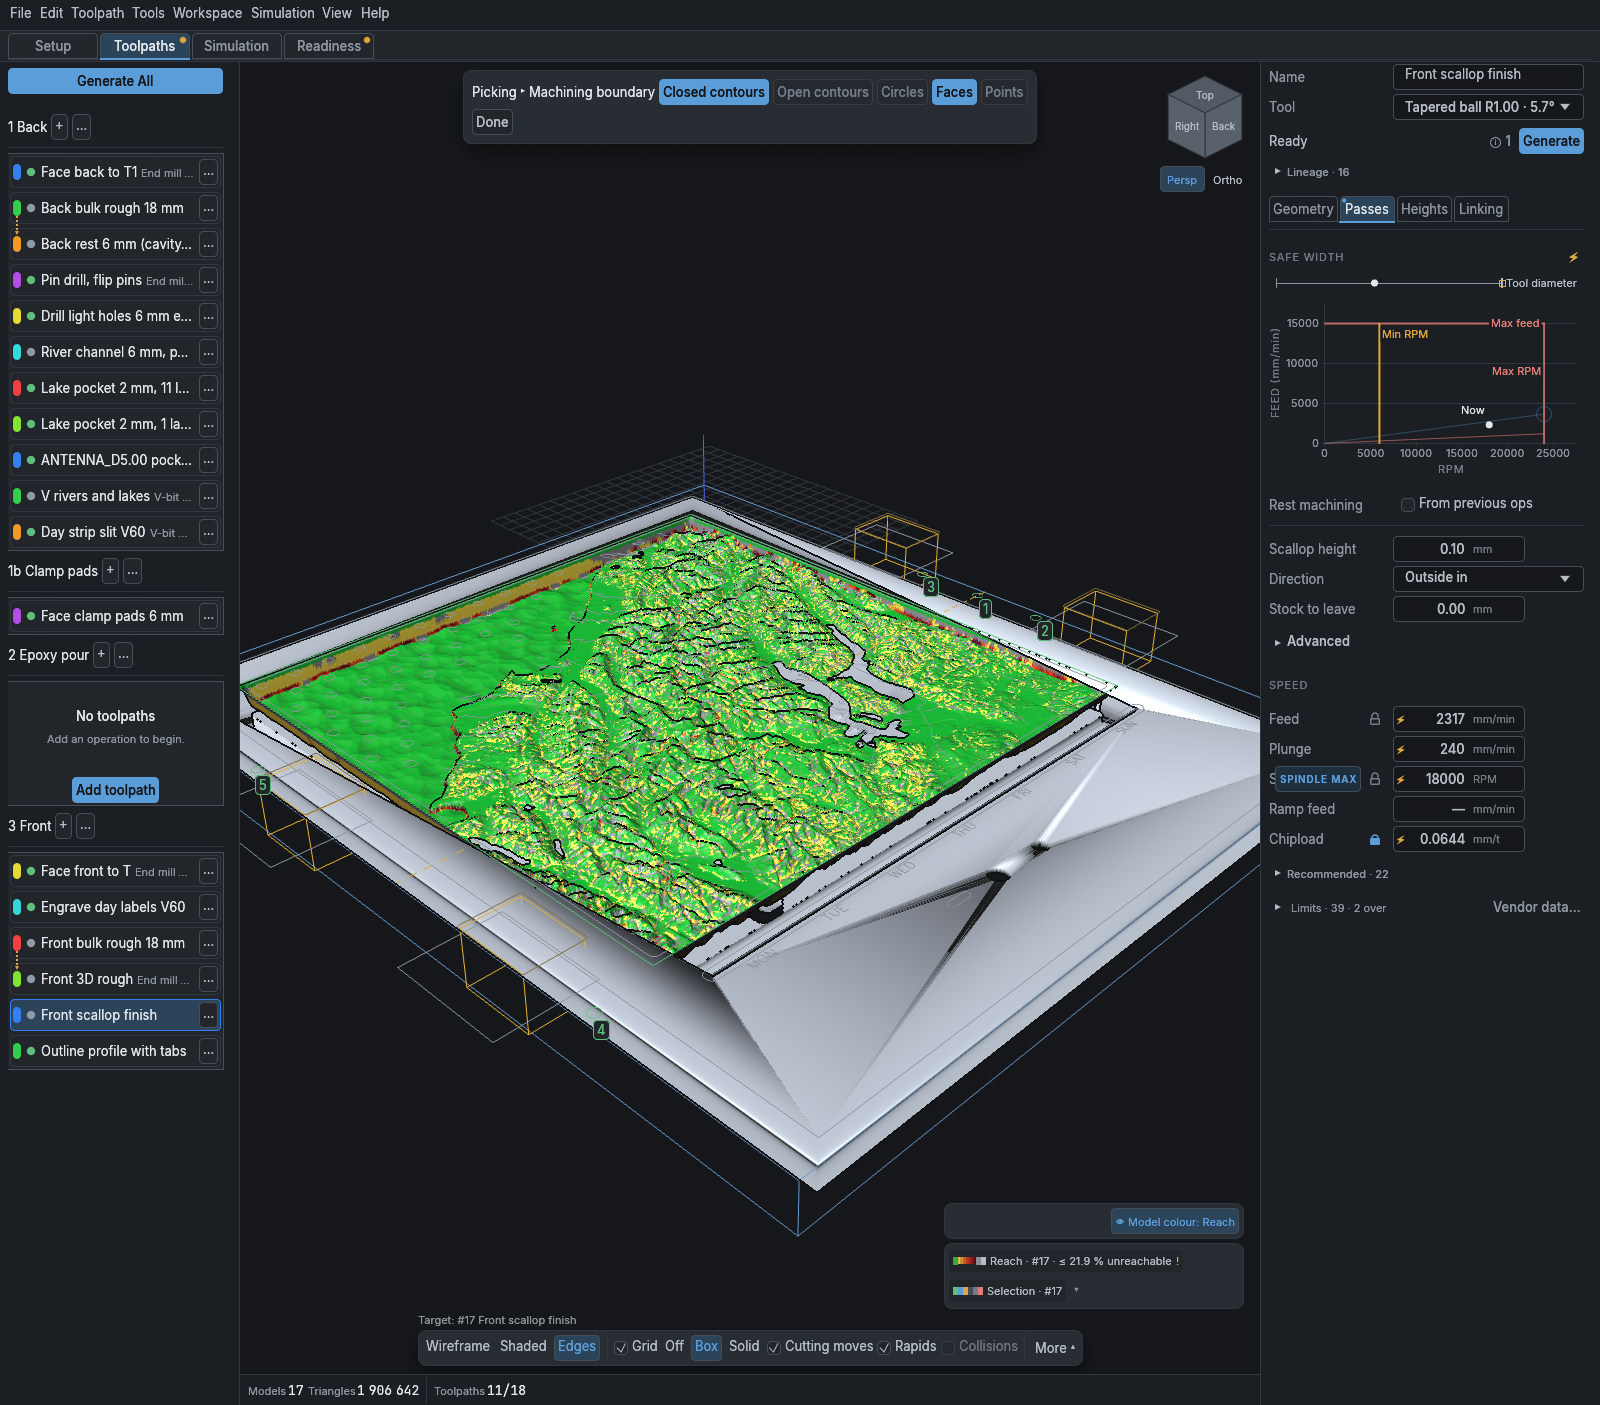 File Edit Toolpath Tools Workspace Simulation View Help
Setup Toolpaths Simulation Readiness
Generate All
1 Back + ...
Face back to T1 End mill ... ...
Back bulk rough 18 mm ...
Back rest 6 mm (cavity... ...
Pin drill, flip pins End mil... ...
Drill light holes 6 mm e... ...
River channel 6 mm, p... ...
Lake pocket 2 mm, 11 l... ...
Lake pocket 2 mm, 1 la... ...
ANTENNA_D5.00 pock... ...
V rivers and lakes V-bit ... ...
Day strip slit V60 V-bit ... ...
1b Clamp pads + ...
Face clamp pads 6 mm ...
2 Epoxy pour + ...
No toolpaths
Add an operation to begin.
Add toolpath
3 Front + ...
Face front to T End mill ... ...
Engrave day labels V60 ...
Front bulk rough 18 mm ...
Front 3D rough End mill ... ...
Front scallop finish ...
Outline profile with tabs ...
Picking ‣ Machining boundary Closed contours Open contours Circles Faces Points
Done
Top
Right Back
Persp Ortho
3
1
2
5
4
SUN
SAT
FRI
THU
WED
TUE
MON
Model colour: Reach
Reach · #17 · ≤ 21.9 % unreachable !
Selection · #17
Target: #17 Front scallop finish
Wireframe Shaded Edges Grid Off Box Solid Cutting moves Rapids Collisions More
Models 17 Triangles 1 906 642 Toolpaths 11/18
Name Front scallop finish
Tool Tapered ball R1.00 · 5.7°
Ready 1 Generate
Lineage · 16
Geometry Passes Heights Linking
SAFE WIDTH
Tool diameter
FEED (mm/min)
15000
10000
5000
0
Max feed
Min RPM
Max RPM
Now
0 5000 10000 15000 20000 25000
RPM
Rest machining From previous ops
Scallop height 0.10 mm
Direction Outside in
Stock to leave 0.00 mm
Advanced
SPEED
Feed 2317 mm/min
Plunge 240 mm/min
S SPINDLE MAX 18000 RPM
Ramp feed — mm/min
Chipload 0.0644 mm/t
Recommended · 22
Limits · 39 · 2 over Vendor data...